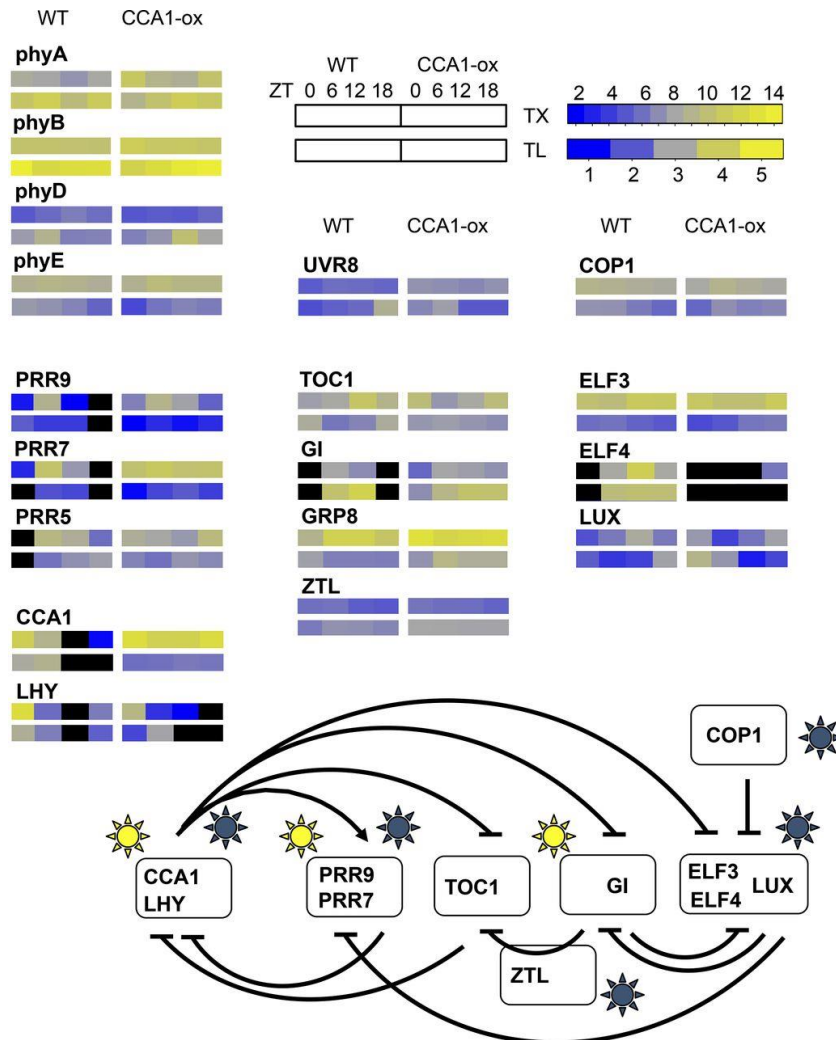 WT CCA1-ox
phyA
phyB
phyD
phyE
PRR9
PRR7
PRR5
CCA1
LHY
WT CCA1-ox
ZT 0 6 12 18 0 6 12 18
TX
TL
2 4 6 8 10 12 14
1 2 3 4 5
WT CCA1-ox
UVR8
TOC1
GI
GRP8
ZTL
WT CCA1-ox
COP1
ELF3
ELF4
LUX
COP1
CCA1
LHY
PRR9
PRR7
TOC1
GI
ELF3
ELF4 LUX
ZTL